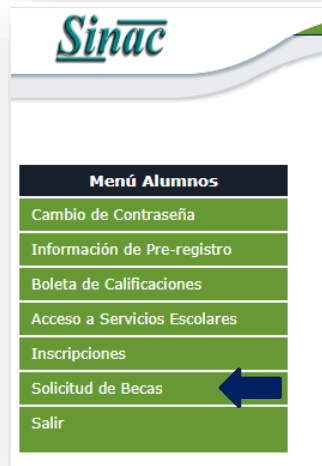 Sinac
Menú Alumnos
Cambio de Contraseña
Información de Pre-registro
Boleta de Calificaciones
Acceso a Servicios Escolares
Inscripciones
Solicitud de Becas
Salir